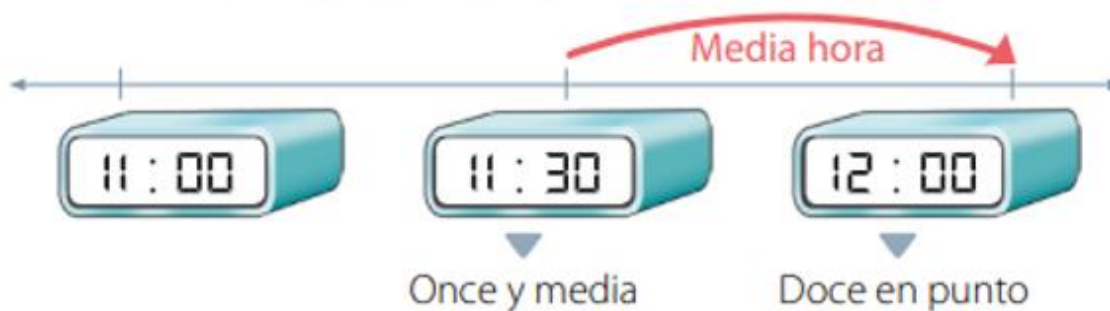 Media hora
11 : 00
11 : 30
12 : 00
Once y media
Doce en punto